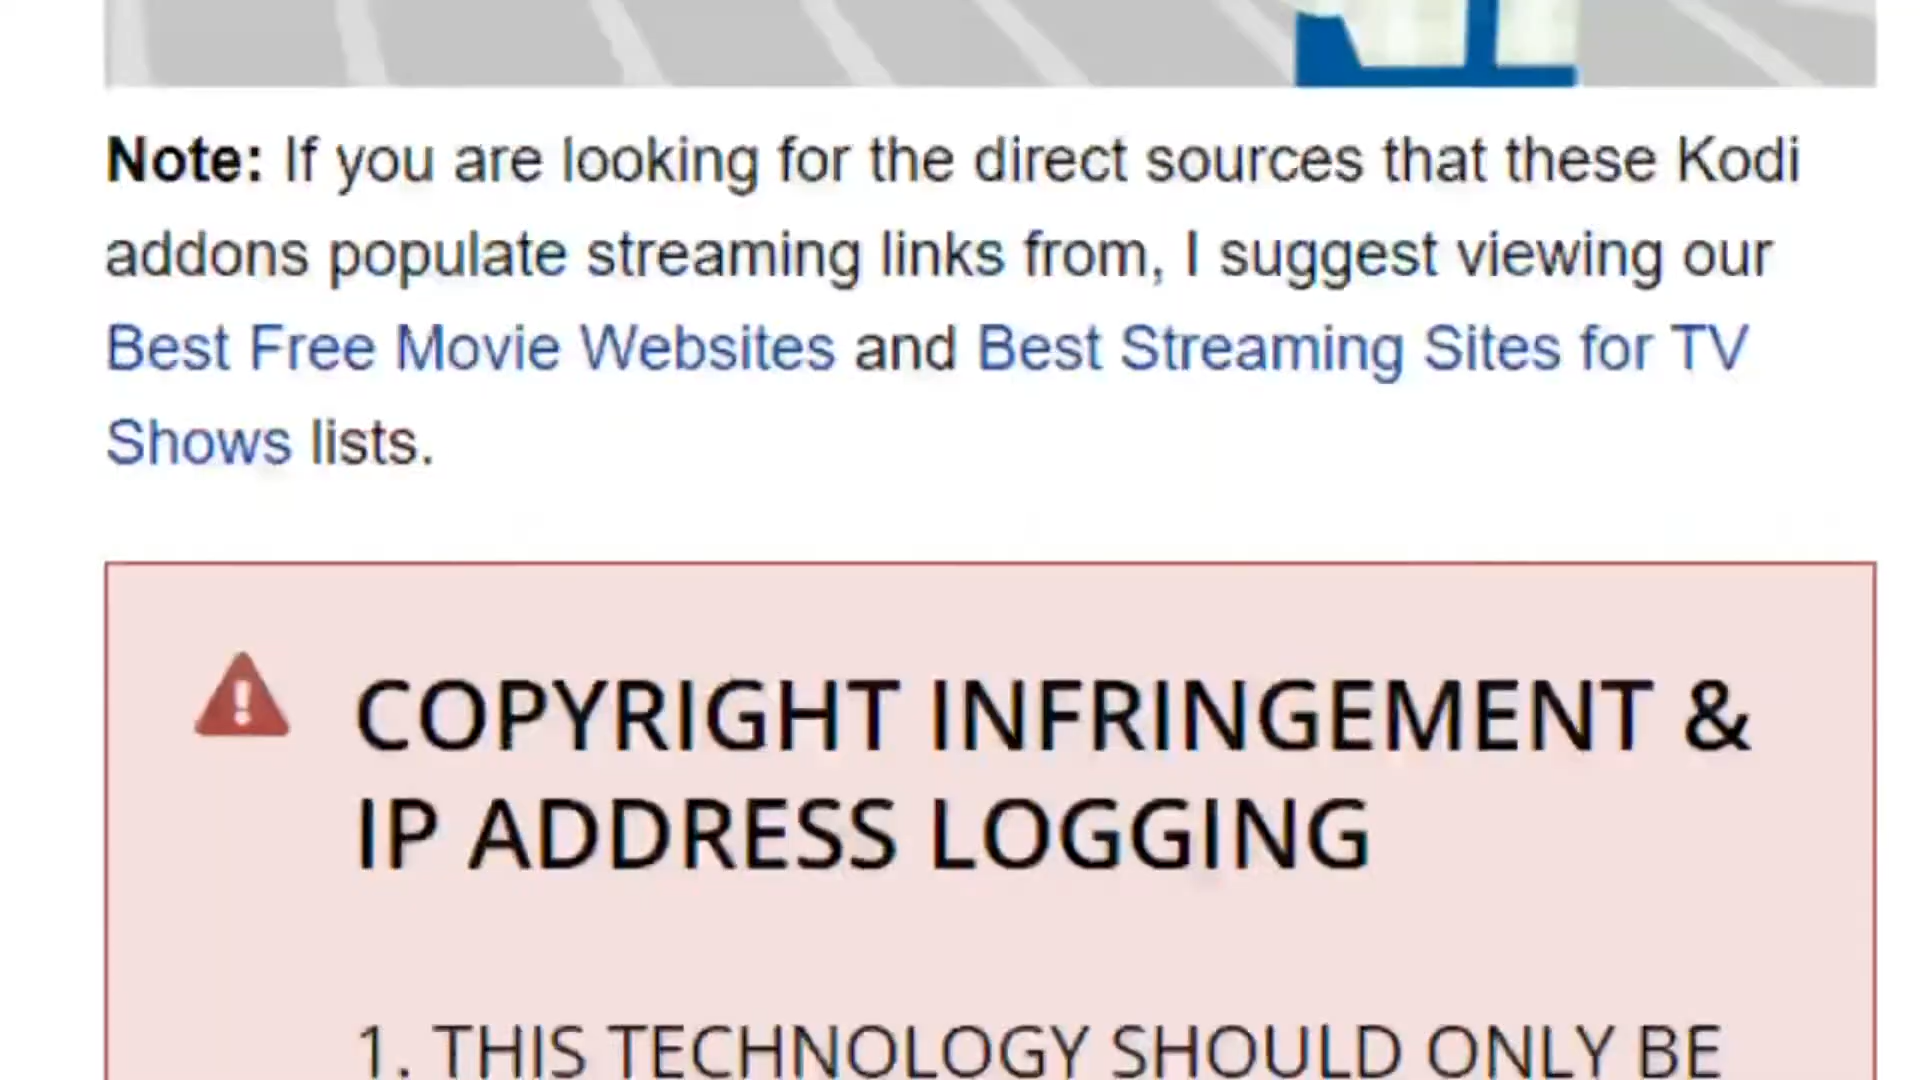 Note: If you are looking for the direct sources that these Kodi
addons populate streaming links from, I suggest viewing our
Best Free Movie Websites and Best Streaming Sites for TV
Shows lists.
COPYRIGHT INFRINGEMENT &
IP ADDRESS LOGGING
1. THIS TECHNOLOGY SHOULD ONLY BE